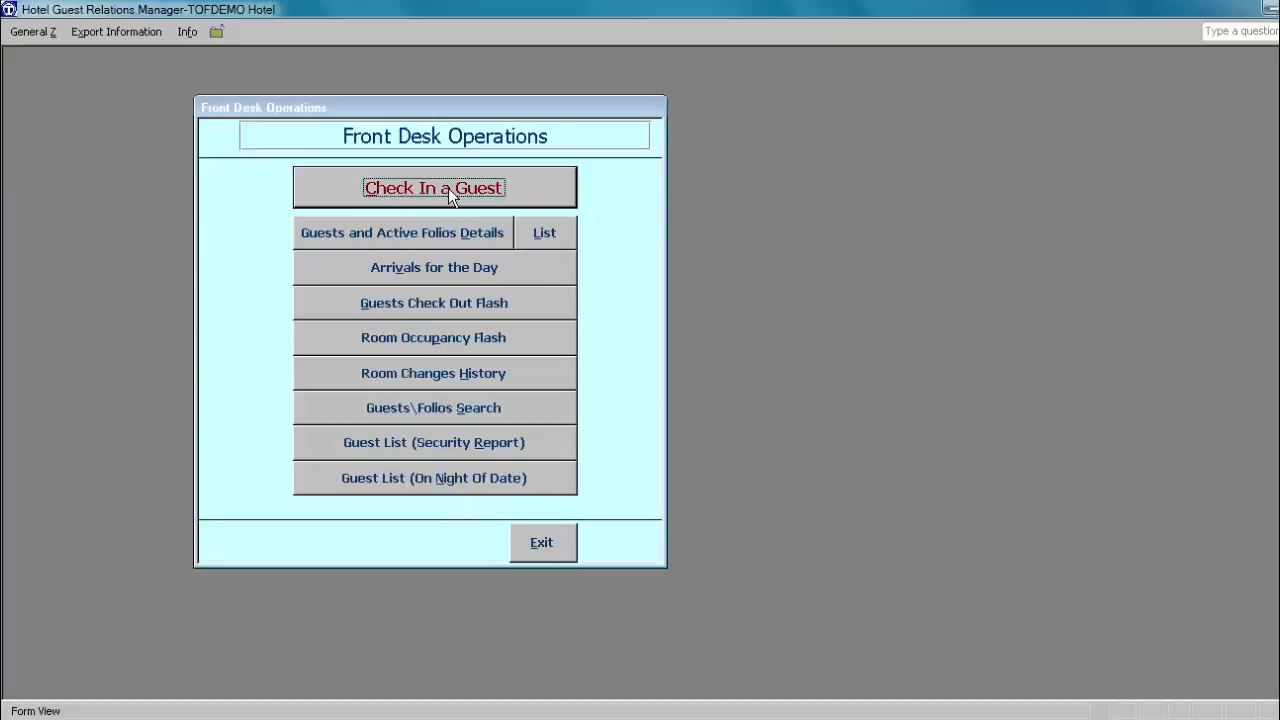 Hotel Guest Relations Manager-TOFDEMO Hotel
General Z Export Information Info
Type a question
Front Desk Operations
Front Desk Operations
Check In a Guest
Guests and Active Folios Details List
Arrivals for the Day
Guests Check Out Flash
Room Occupancy Flash
Room Changes History
Guests\Folios Search
Guest List (Security Report)
Guest List (On Night Of Date)
Exit
Form View